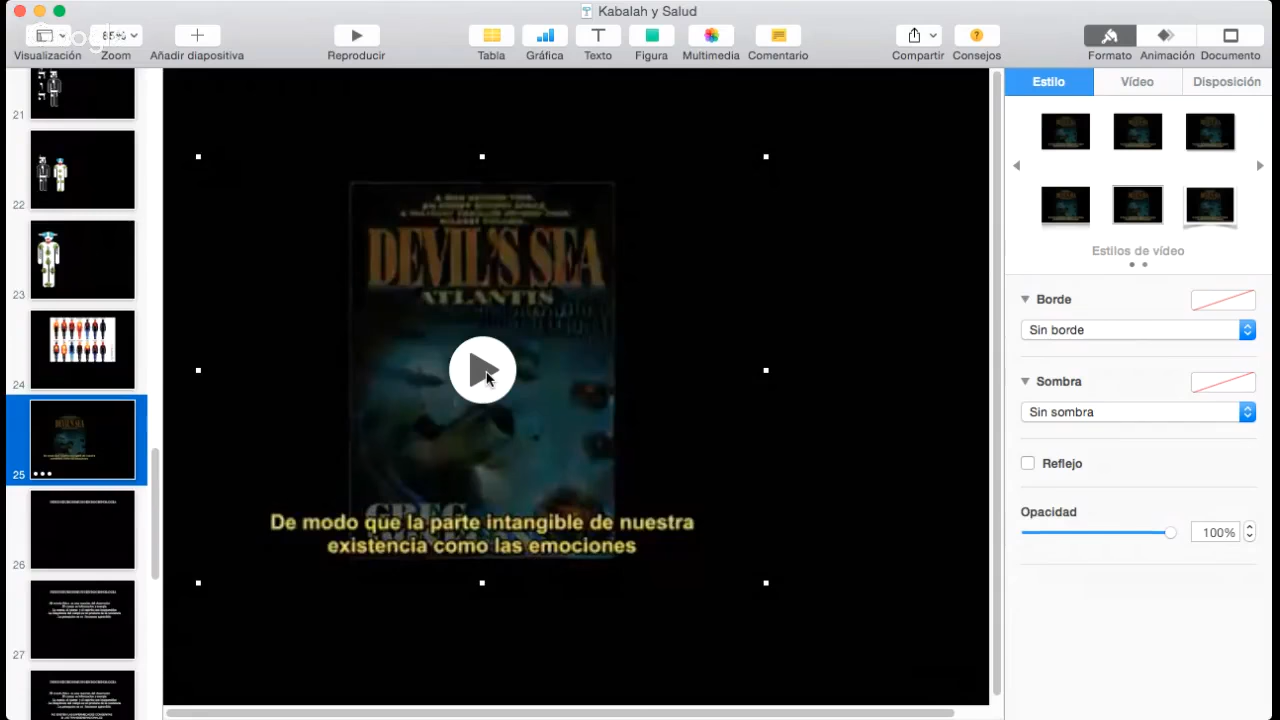 Kabalah y Salud
85%
Visualización
Zoom
Añadir diapositiva
Reproducir
Tabla
Gráfica
Texto
Figura
Multimedia
Comentario
Compartir
Consejos
Formato
Animación
Documento
21
22
23
24
25
26
27
DEVIL'S SEA
ATLANTIS
GREG
De modo que la parte intangible de nuestra
existencia como las emociones
Estilo
Vídeo
Disposición
Estilos de vídeo
Borde
Sin borde
Sombra
Sin sombra
Reflejo
Opacidad
100%